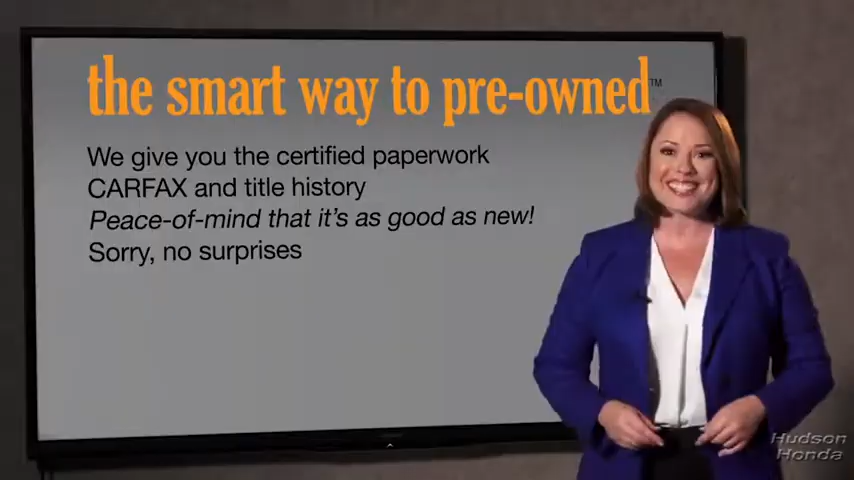 the smart way to pre-owned™
We give you the certified paperwork
CARFAX and title history
Peace-of-mind that it's as good as new!
Sorry, no surprises
Hudson
Honda